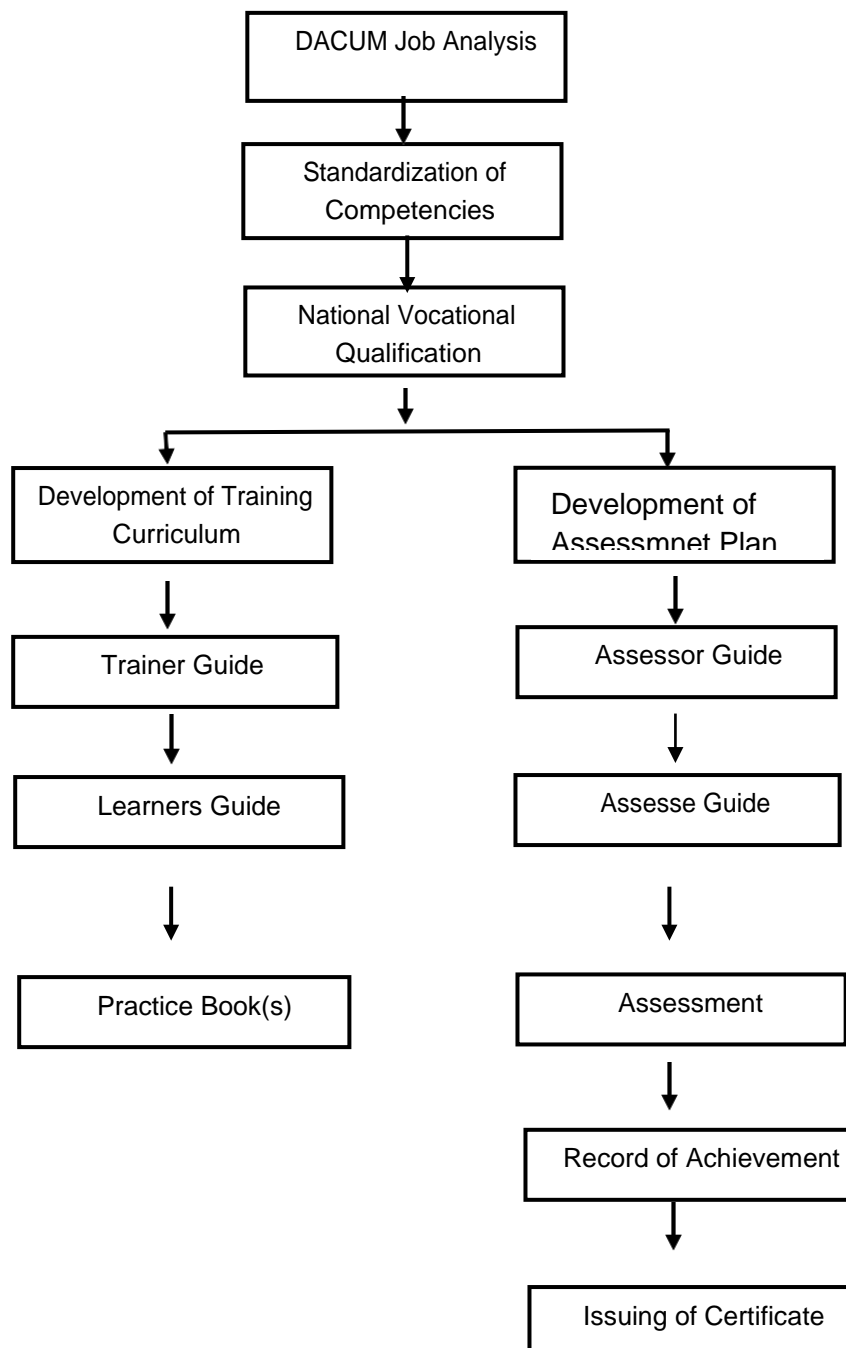 DACUM Job Analysis
Standardization of
Competencies
National Vocational
Qualification
Development of Training
Curriculum
Development of
Assessmnet Plan
Trainer Guide
Assessor Guide
Learners Guide
Assesse Guide
Practice Book(s)
Assessment
Record of Achievement
Issuing of Certificate